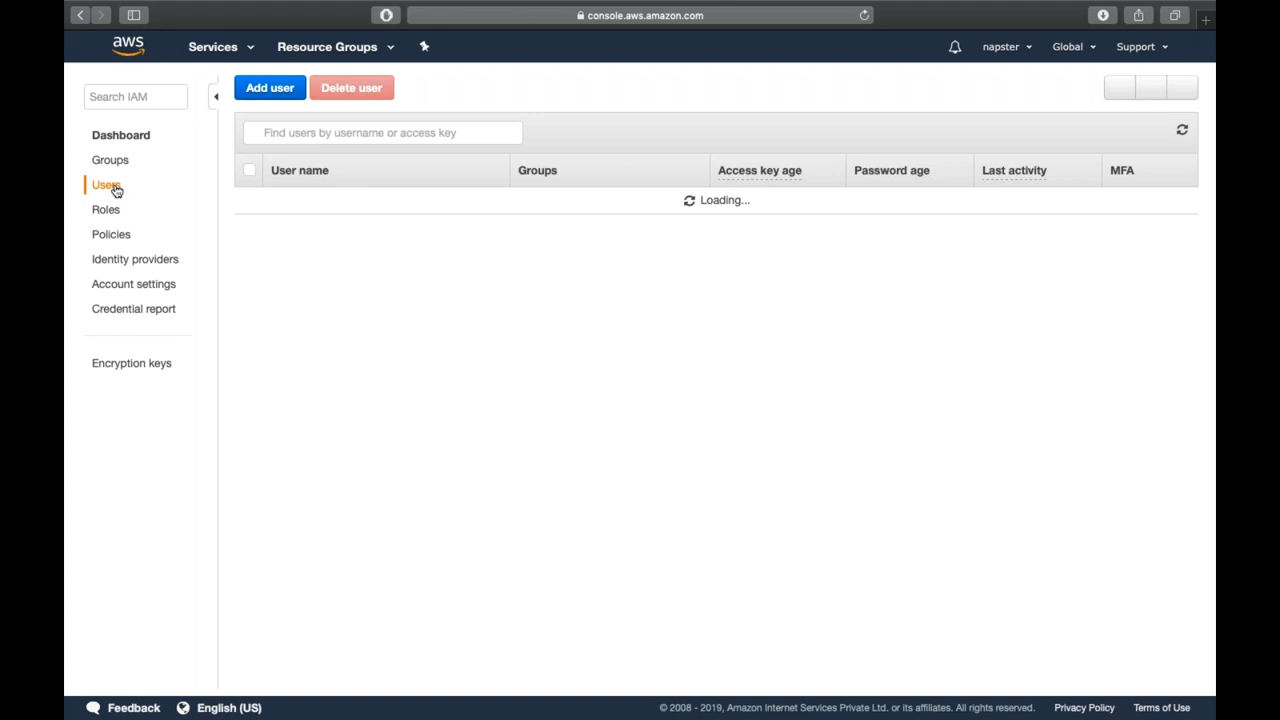 console.aws.amazon.com
aws Services Resource Groups napster Global Support
Search IAM
Dashboard
Groups
Users
Roles
Policies
Identity providers
Account settings
Credential report
Encryption keys
Add user Delete user
Find users by username or access key
User name Groups Access key age Password age Last activity MFA
Loading...
Feedback English (US) © 2008 - 2019, Amazon Internet Services Private Ltd. or its affiliates. All rights reserved. Privacy Policy Terms of Use